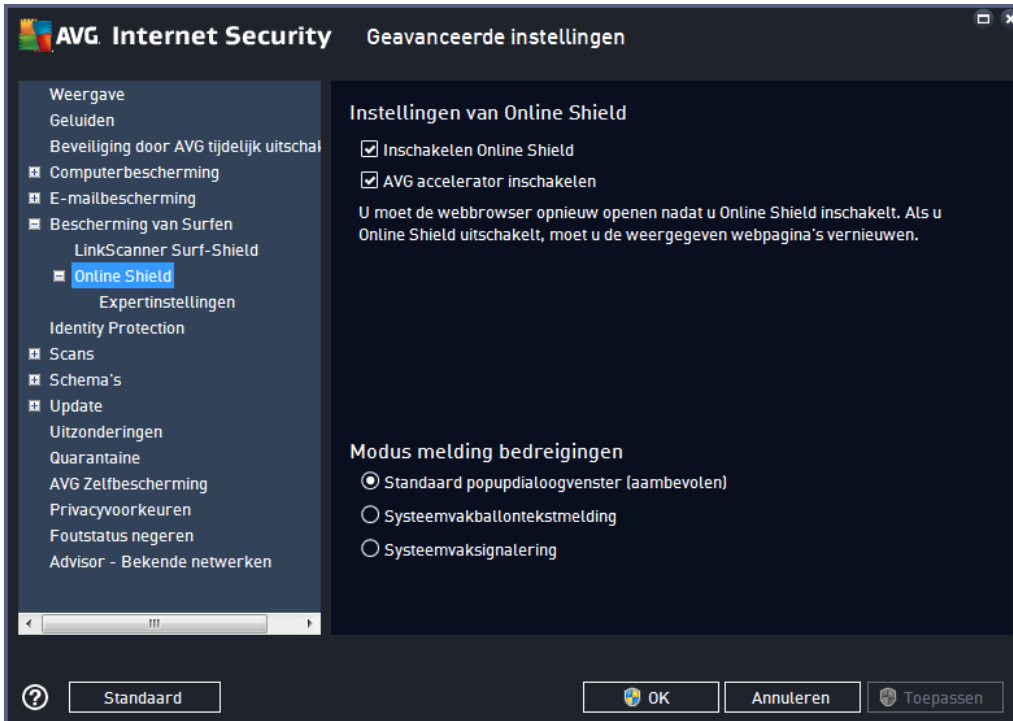 AVG. Internet Security
Geavanceerde instellingen
Weergave
Geluiden
Beveiliging door AVG tijdelijk uitschak
Computerbescherming
E-mailbescherming
Bescherming van Surfen
LinkScanner Surf-Shield
Online Shield
Expertinstellingen
Identity Protection
Scans
Schema's
Update
Uitzonderingen
Quarantaine
AVG Zelfbescherming
Privacyvoorkeuren
Foutstatus negeren
Advisor - Bekende netwerken
Instellingen van Online Shield
Inschakelen Online Shield
AVG accelerator inschakelen
U moet de webbrowser opnieuw openen nadat u Online Shield inschakelt. Als u
Online Shield uitschakelt, moet u de weergegeven webpagina's vernieuwen.
Modus melding bedreigingen
Standaard popupdialoogvenster (aambevolen)
Systeemvakballontekstmelding
Systeemvaksignalering
Standaard
OK
Annuleren
Toepassen